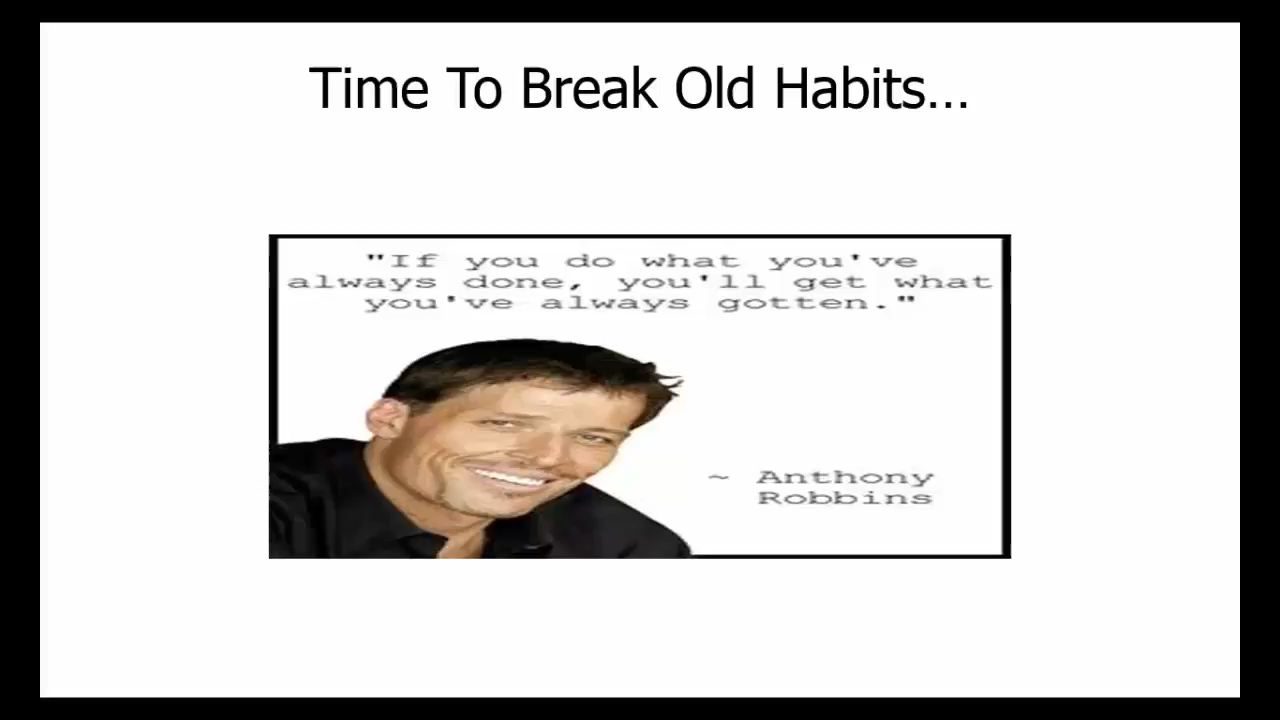 Time To Break Old Habits...
"If you do what you've
always done, you'll get what
you've always gotten."
~ Anthony
Robbins